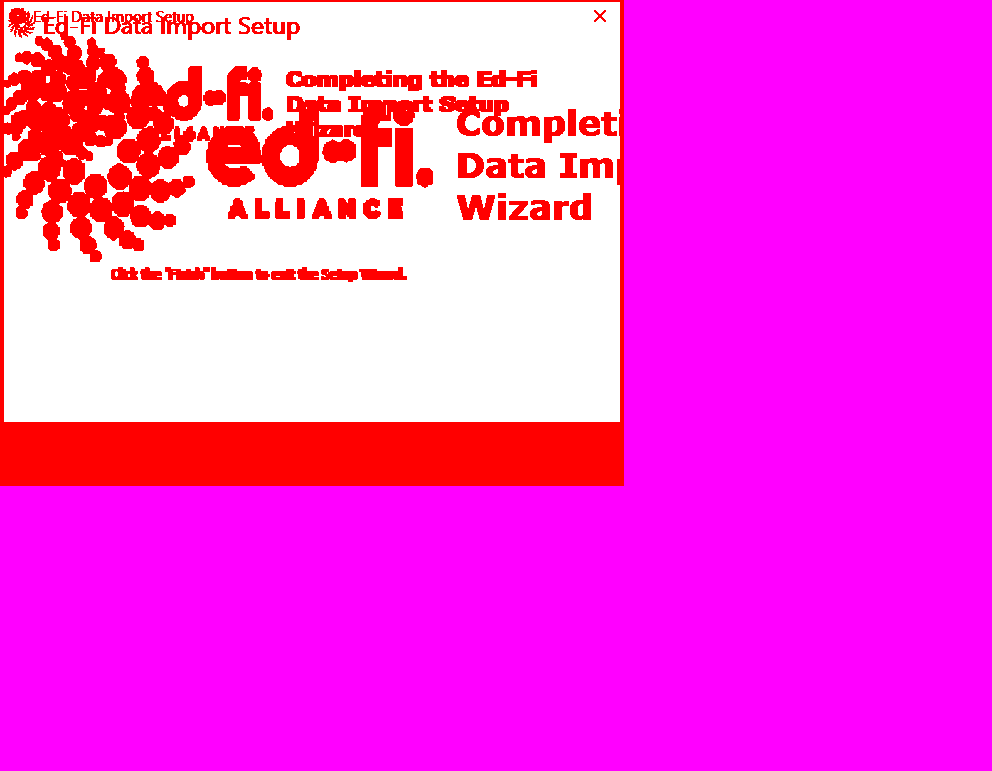 Ed-Fi Data Import Setup
Ed-Fi Data Import Setup
ed-fi.
Completing the Ed-Fi
Data Import Setup
Wizard
ALLIANCE
ed-fi.
ALLIANCE
Completi
Data Imp
Wizard
Click the "Finish" button to exit the Setup Wizard.